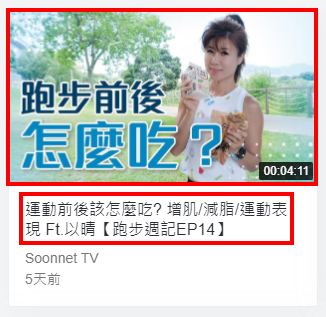 跑步前後
怎麼吃？
00:04:11
運動前後該怎麼吃? 增肌/減脂/運動表
現 Ft.以晴【跑步週記EP14】
Soonnet TV
5天前